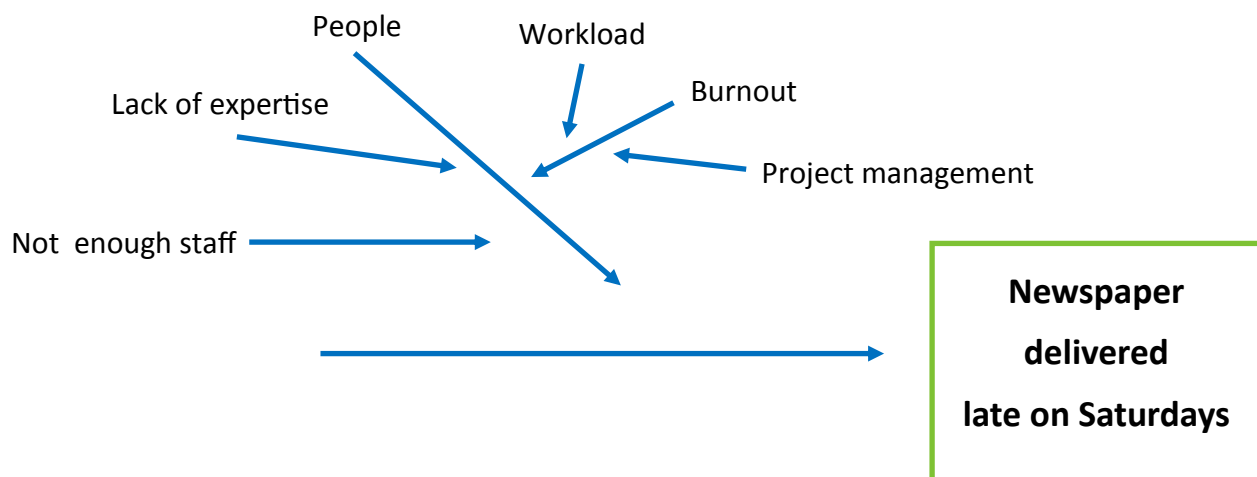 People
Workload
Burnout
Lack of expertise
Project management
Not enough staff
Newspaper
delivered
late on Saturdays